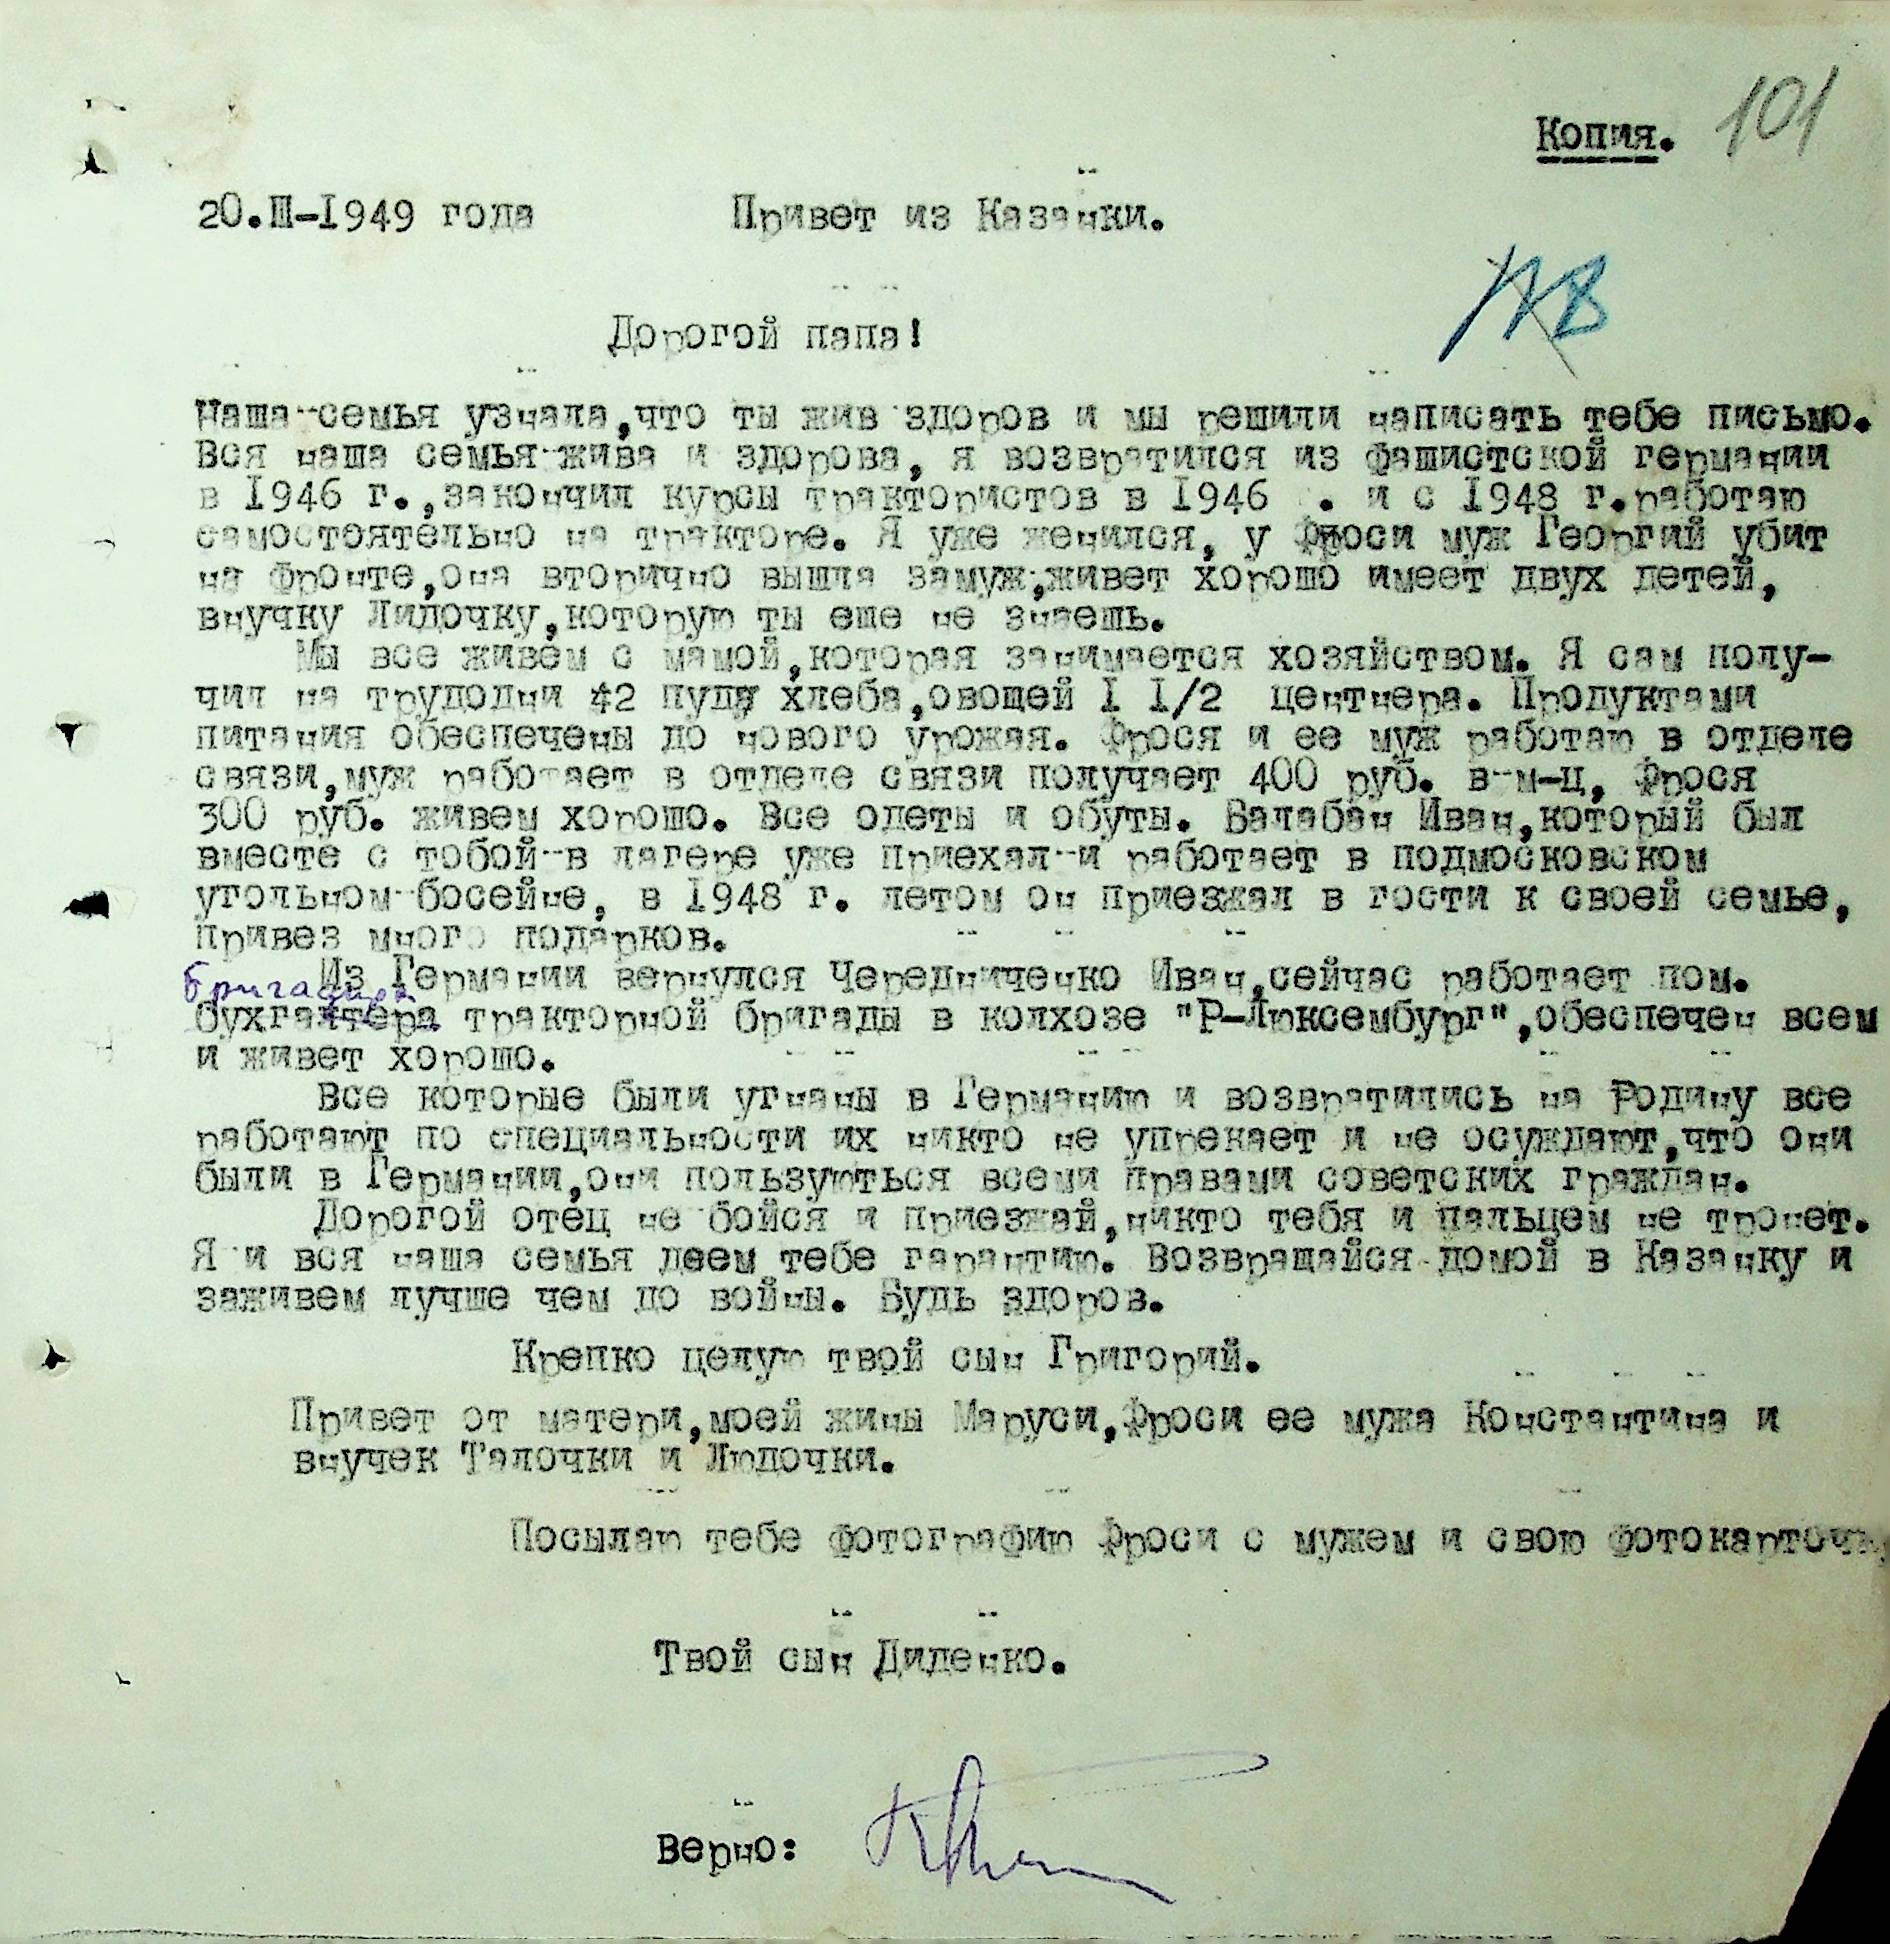 Копия. 101
20.III-1949 года Привет из Казанки.
Дорогой папа!
Наша семья узнала,что ты жив здоров и мы решили написать тебе письмо.
Вся наша семья жива и здорова, я возвратился из фашистской германии
в 1946 г.,закончил курсы трактористов в 1946 . и с 1948 г.работаю
самостоятельно на тракторе. Я уже женился, у Фроси муж Георгий убит
на фронте,она вторично вышла замуж,живет хорошо имеет двух детей,
внучку Лидочку,которую ты еще не знаешь.
Мы все живем с мамой,которая занимается хозяйством. Я сам полу-
чил на трудодни 42 пуда хлеба,овощей I I/2 центнера. Продуктами
питания обеспечены до нового урожая. Фрося и ее муж работаю в отделе
связи,муж работает в отделе связи получает 400 руб. в м-ц, Фрося
300 руб. живем хорошо. Все одеты и обуты. Балабан Иван,который был
вместе с тобой в лагере уже приехал и работает в подмосковском
угольном босейне, в 1948 г. летом он приезжал в гости к своей семье,
привез много подарков.
Из Германии вернулся Чередниченко Иван,сейчас работает пом.
бригадира
бухгалтера тракторной бригады в колхозе "Р-Люксембург",обеспечен всем
и живет хорошо.
Все которые были угнаны в Германию и возвратились на Родину все
работают по специальности их никто не упрекает и не осуждают,что они
были в Германии,они пользуються всеми правами советских граждан.
Дорогой отец не бойся и приезжай,никто тебя и пальцем не тронет.
Я и вся наша семья даем тебе гарантию. Возвращайся домой в Казанку и
заживем лучше чем до войны. Будь здоров.
Крепко целую твой сын Григорий.
Привет от матери,моей жины Маруси,Фроси ее мужа Константина и
внучек Талочки и Людочки.
Посылаю тебе фотографию Фроси с мужем и свою фотокарточку
Твой сын Диденко.
Верно: